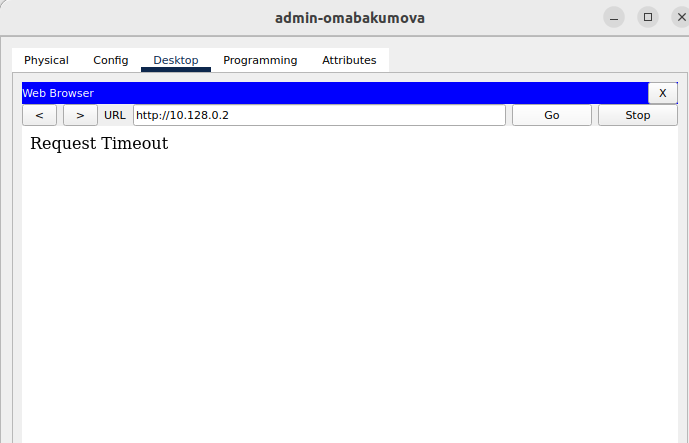 admin-omabakumova
Physical Config Desktop Programming Attributes
Web Browser X
< > URL http://10.128.0.2 Go Stop
Request Timeout